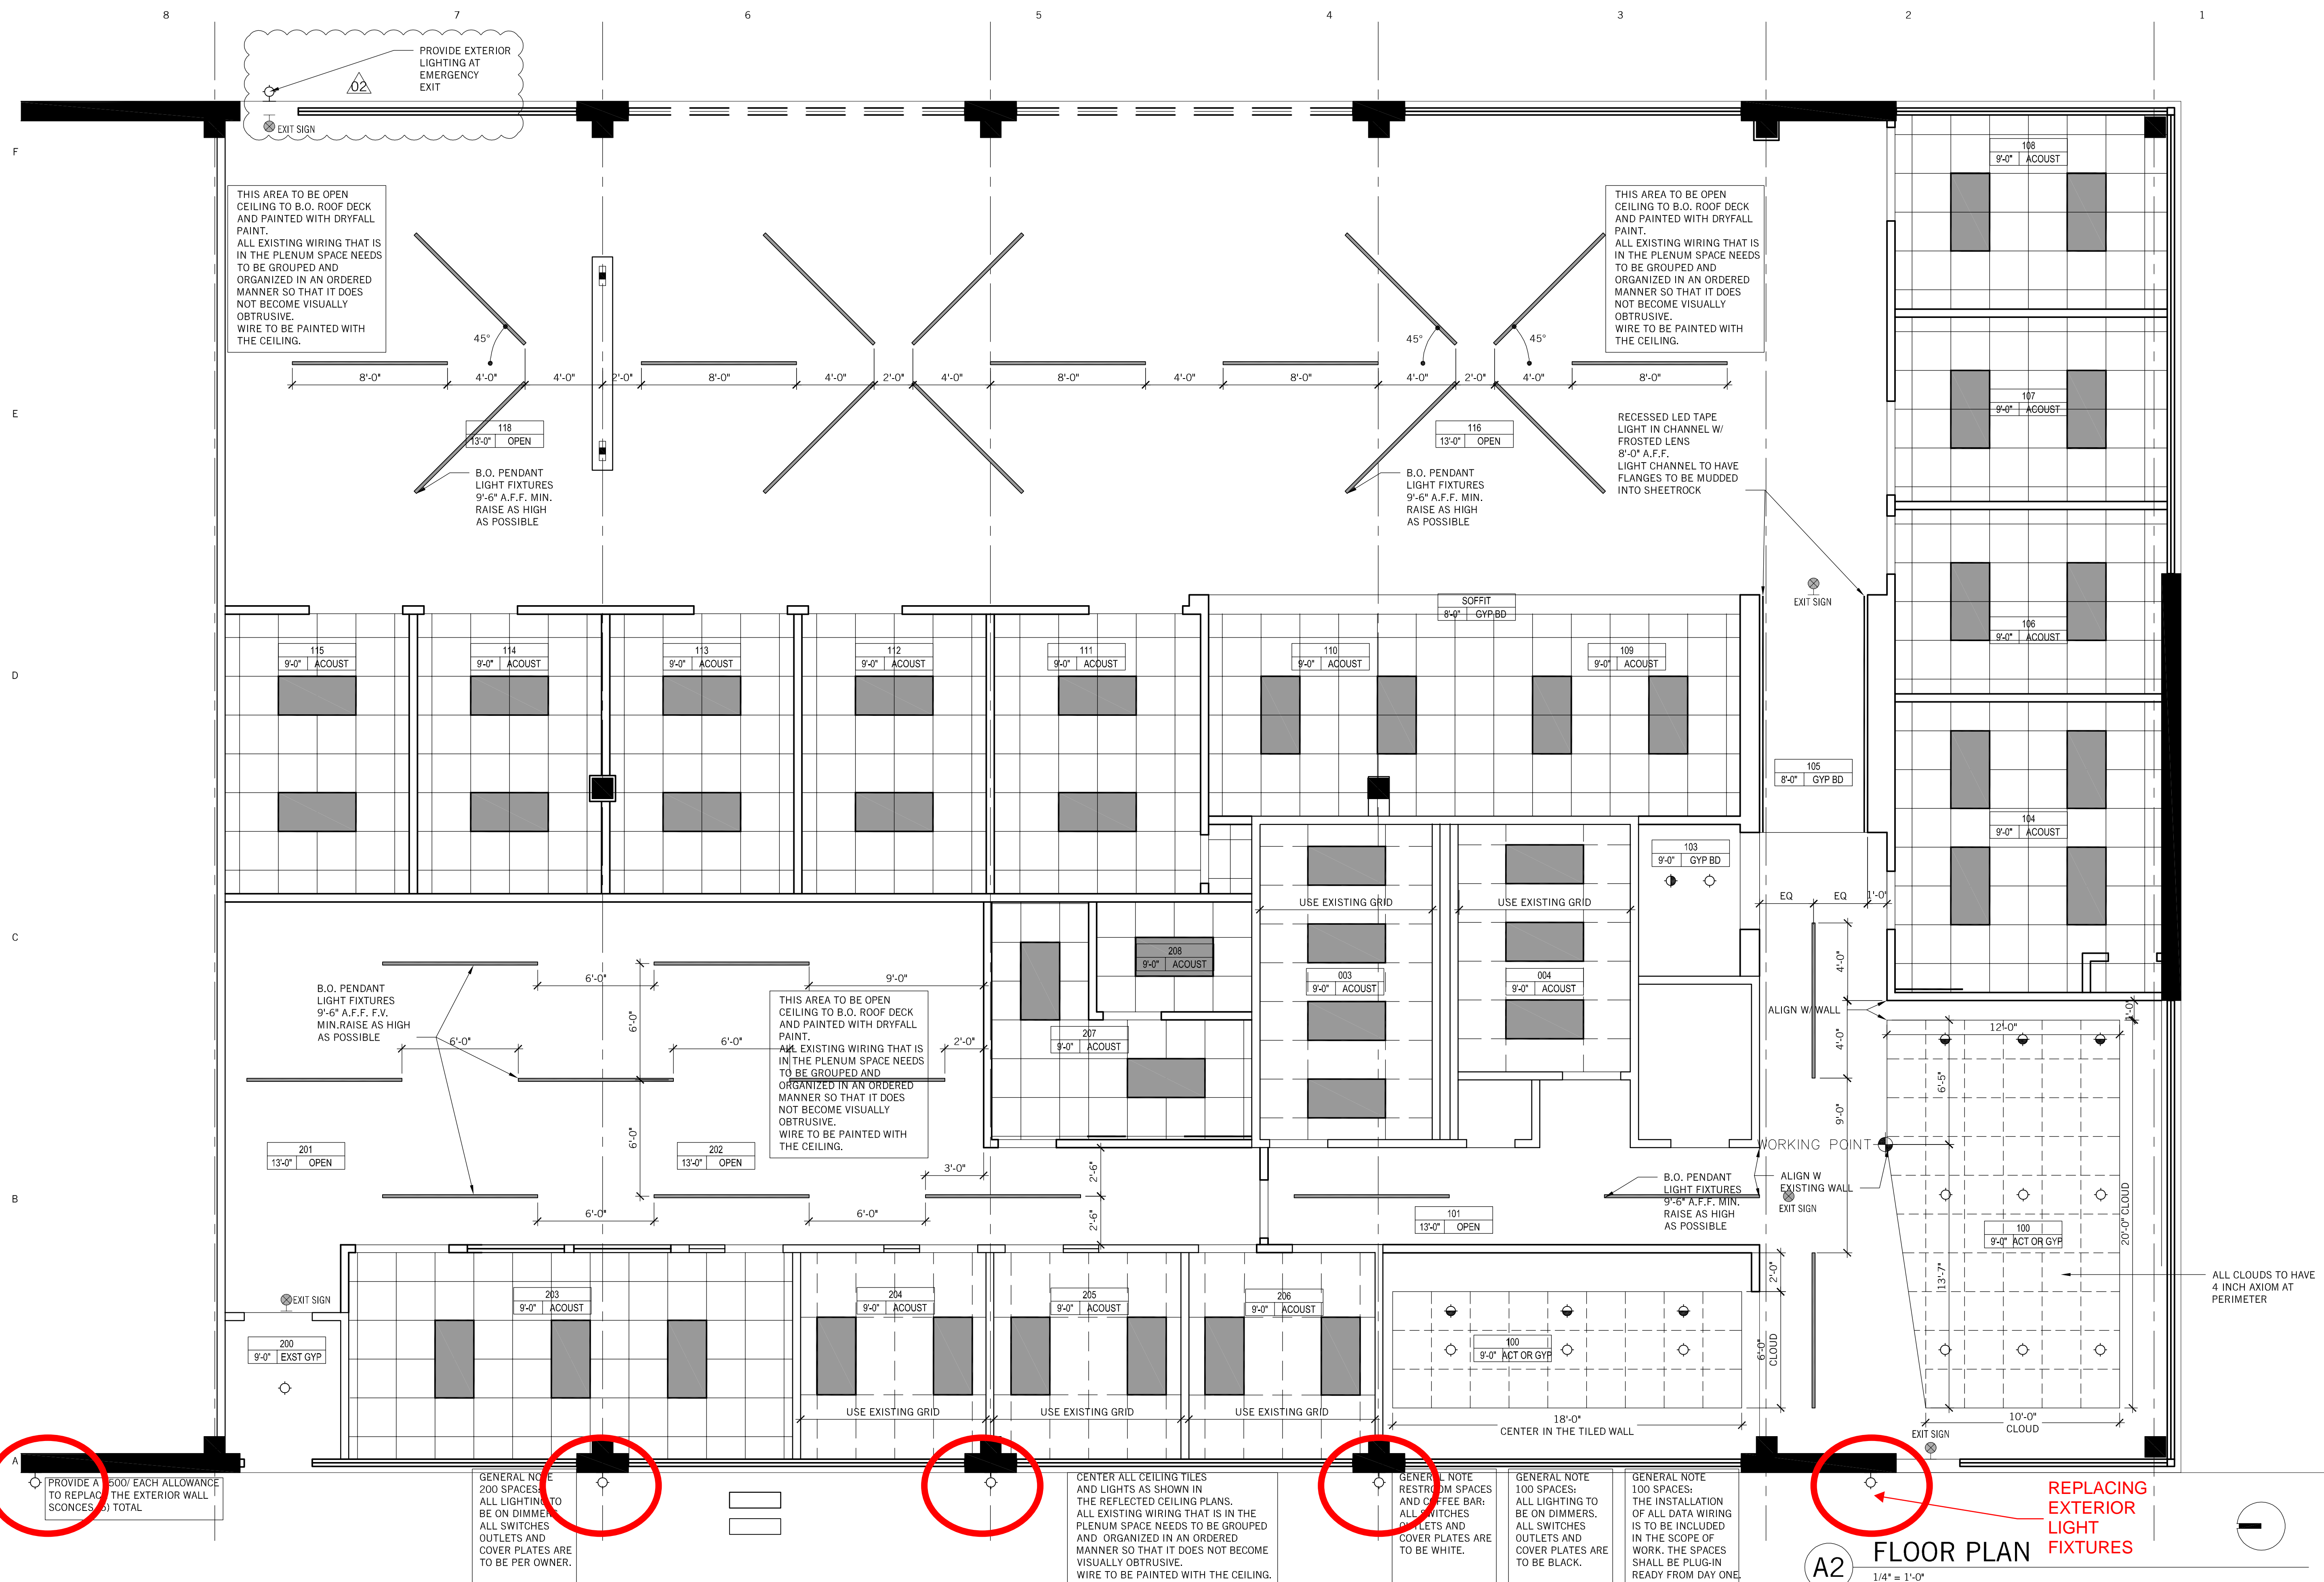 8 7 6 5 4 3 2 1
F
E
D
C
B
A
PROVIDE EXTERIOR
LIGHTING AT
EMERGENCY
EXIT
02
EXIT SIGN
THIS AREA TO BE OPEN
CEILING TO B.O. ROOF DECK
AND PAINTED WITH DRYFALL
PAINT.
ALL EXISTING WIRING THAT IS
IN THE PLENUM SPACE NEEDS
TO BE GROUPED AND
ORGANIZED IN AN ORDERED
MANNER SO THAT IT DOES
NOT BECOME VISUALLY
OBTRUSIVE.
WIRE TO BE PAINTED WITH
THE CEILING.
THIS AREA TO BE OPEN
CEILING TO B.O. ROOF DECK
AND PAINTED WITH DRYFALL
PAINT.
ALL EXISTING WIRING THAT IS
IN THE PLENUM SPACE NEEDS
TO BE GROUPED AND
ORGANIZED IN AN ORDERED
MANNER SO THAT IT DOES
NOT BECOME VISUALLY
OBTRUSIVE.
WIRE TO BE PAINTED WITH
THE CEILING.
108
9'-0" ACOUST
45°
45°
45°
8'-0" 4'-0" 4'-0" 2'-0" 8'-0" 4'-0" 2'-0" 4'-0" 8'-0" 4'-0" 8'-0" 4'-0" 2'-0" 4'-0" 8'-0"
107
9'-0" ACOUST
118
13'-0" OPEN
116
13'-0" OPEN
RECESSED LED TAPE
LIGHT IN CHANNEL W/
FROSTED LENS
8'-0" A.F.F.
LIGHT CHANNEL TO HAVE
FLANGES TO BE MUDDED
INTO SHEETROCK
B.O. PENDANT
LIGHT FIXTURES
9'-6" A.F.F. MIN.
RAISE AS HIGH
AS POSSIBLE
B.O. PENDANT
LIGHT FIXTURES
9'-6" A.F.F. MIN.
RAISE AS HIGH
AS POSSIBLE
EXIT SIGN
SOFFIT
8'-0" GYP BD
106
9'-0" ACOUST
115
9'-0" ACOUST
114
9'-0" ACOUST
113
9'-0" ACOUST
112
9'-0" ACOUST
111
9'-0" ACOUST
110
9'-0" ACOUST
109
9'-0" ACOUST
105
8'-0" GYP BD
104
9'-0" ACOUST
103
9'-0" GYP BD
USE EXISTING GRID
USE EXISTING GRID
EQ EQ 1'-0"
208
9'-0" ACOUST
003
9'-0" ACOUST
004
9'-0" ACOUST
4'-0"
6'-0" 9'-0"
B.O. PENDANT
LIGHT FIXTURES
9'-6" A.F.F. F.V.
MIN.RAISE AS HIGH
AS POSSIBLE
6'-0"
6'-0" 6'-0" 2'-0"
THIS AREA TO BE OPEN
CEILING TO B.O. ROOF DECK
AND PAINTED WITH DRYFALL
PAINT.
ALL EXISTING WIRING THAT IS
IN THE PLENUM SPACE NEEDS
TO BE GROUPED AND
ORGANIZED IN AN ORDERED
MANNER SO THAT IT DOES
NOT BECOME VISUALLY
OBTRUSIVE.
WIRE TO BE PAINTED WITH
THE CEILING.
207
9'-0" ACOUST
ALIGN W/ WALL
1'-0"
12'-0"
4'-0"
6'-5"
9'-0"
WORKING POINT
6'-0"
201
13'-0" OPEN
202
13'-0" OPEN
3'-0"
2'-6"
2'-6"
6'-0" 6'-0"
B.O. PENDANT
LIGHT FIXTURES
9'-6" A.F.F. MIN.
RAISE AS HIGH
AS POSSIBLE
ALIGN W
EXISTING WALL
EXIT SIGN
101
13'-0" OPEN
100
9'-0" ACT OR GYP
20'-0" CLOUD
13'-7"
ALL CLOUDS TO HAVE
4 INCH AXIOM AT
PERIMETER
EXIT SIGN
200
9'-0" EXST GYP
203
9'-0" ACOUST
204
9'-0" ACOUST
205
9'-0" ACOUST
206
9'-0" ACOUST
100
9'-0" ACT OR GYP
2'-0"
6'-0"
CLOUD
USE EXISTING GRID
USE EXISTING GRID
USE EXISTING GRID
18'-0"
CENTER IN THE TILED WALL
10'-0"
CLOUD
EXIT SIGN
PROVIDE A 500/ EACH ALLOWANCE
TO REPLACE THE EXTERIOR WALL
SCONCES, TOTAL
GENERAL NOTE
200 SPACES:
ALL LIGHTING TO
BE ON DIMMERS.
ALL SWITCHES
OUTLETS AND
COVER PLATES ARE
TO BE PER OWNER.
CENTER ALL CEILING TILES
AND LIGHTS AS SHOWN IN
THE REFLECTED CEILING PLANS.
ALL EXISTING WIRING THAT IS IN THE
PLENUM SPACE NEEDS TO BE GROUPED
AND ORGANIZED IN AN ORDERED
MANNER SO THAT IT DOES NOT BECOME
VISUALLY OBTRUSIVE.
WIRE TO BE PAINTED WITH THE CEILING.
GENERAL NOTE
RESTROOM SPACES
AND COFFEE BAR:
ALL SWITCHES
OUTLETS AND
COVER PLATES ARE
TO BE WHITE.
GENERAL NOTE
100 SPACES:
ALL LIGHTING TO
BE ON DIMMERS.
ALL SWITCHES
OUTLETS AND
COVER PLATES ARE
TO BE BLACK.
GENERAL NOTE
100 SPACES:
THE INSTALLATION
OF ALL DATA WIRING
IS TO BE INCLUDED
IN THE SCOPE OF
WORK. THE SPACES
SHALL BE PLUG-IN
READY FROM DAY ONE.
REPLACING
EXTERIOR
LIGHT
FIXTURES
A2
FLOOR PLAN
1/4" = 1'-0"